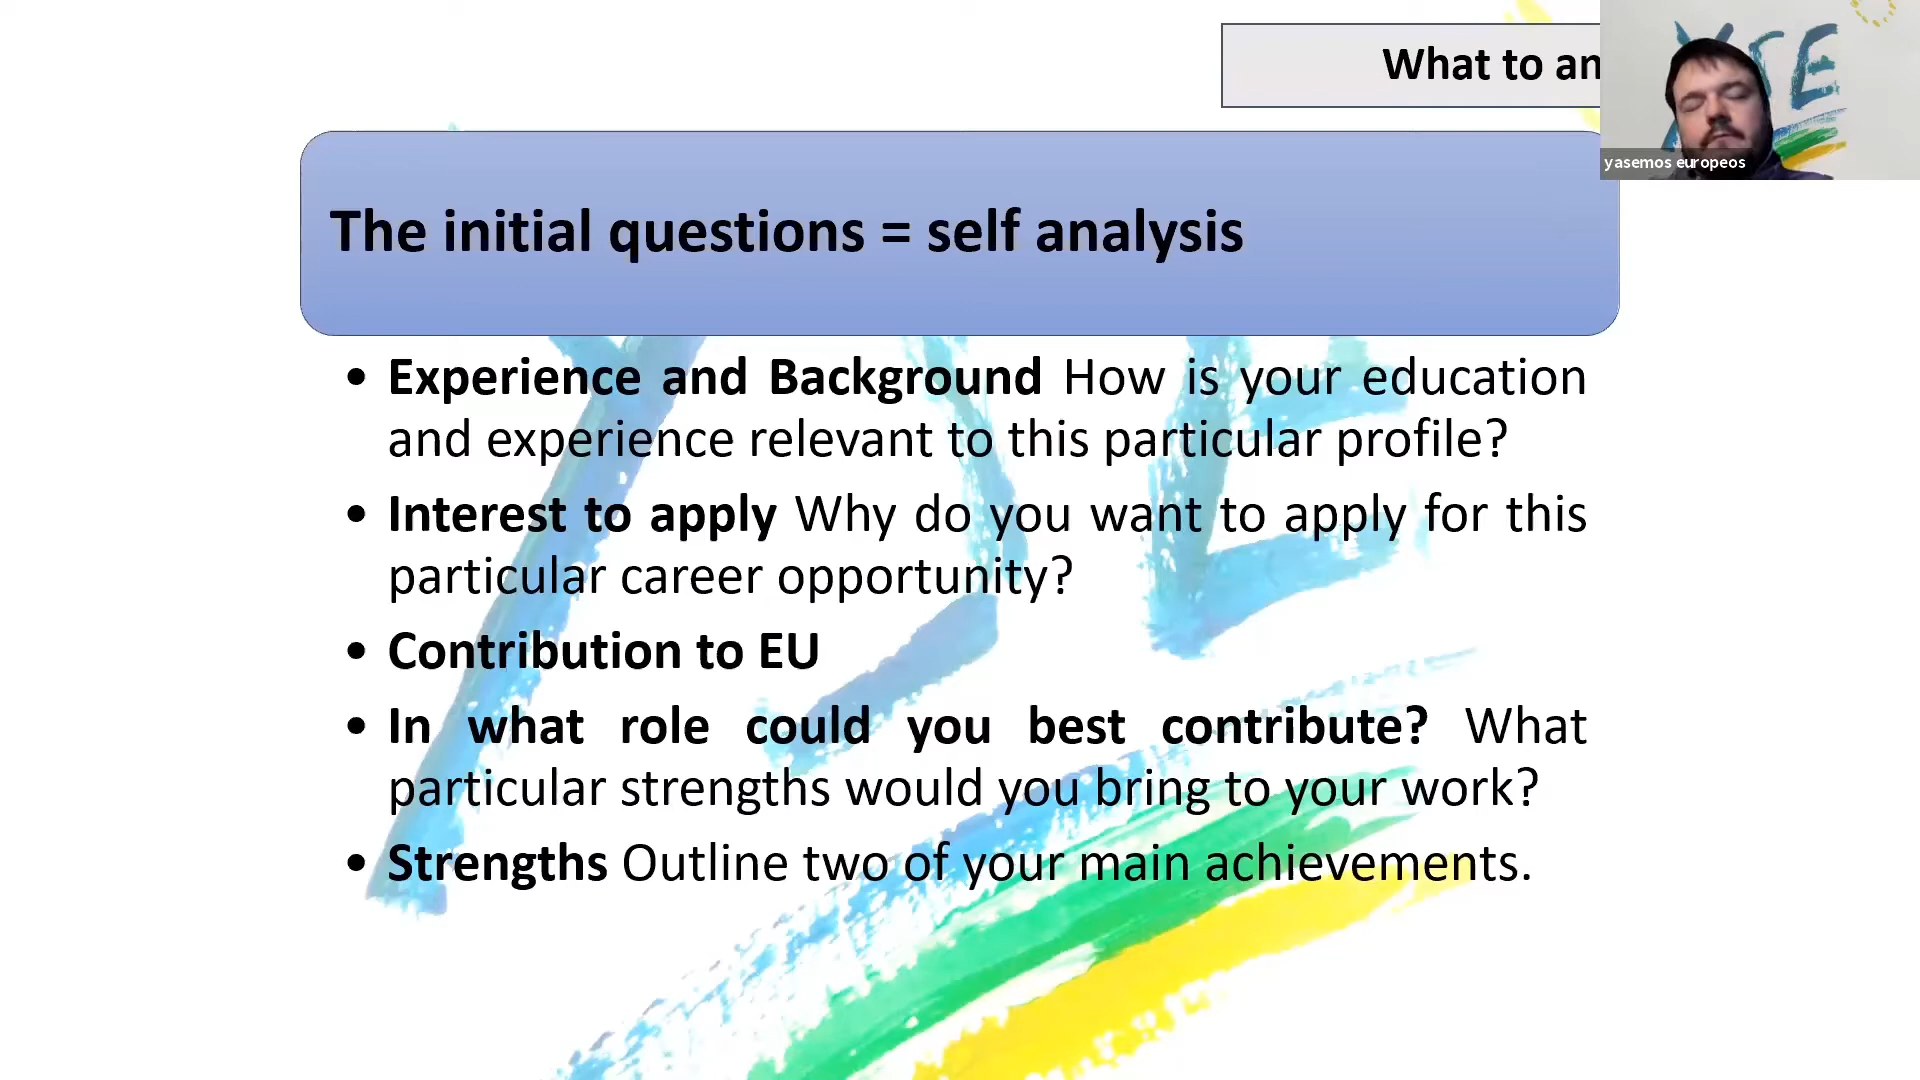 What to an
YSE
yasemos europeos
The initial questions = self analysis
• Experience and Background How is your education
and experience relevant to this particular profile?
• Interest to apply Why do you want to apply for this
particular career opportunity?
• Contribution to EU
• In what role could you best contribute? What
particular strengths would you bring to your work?
• Strengths Outline two of your main achievements.